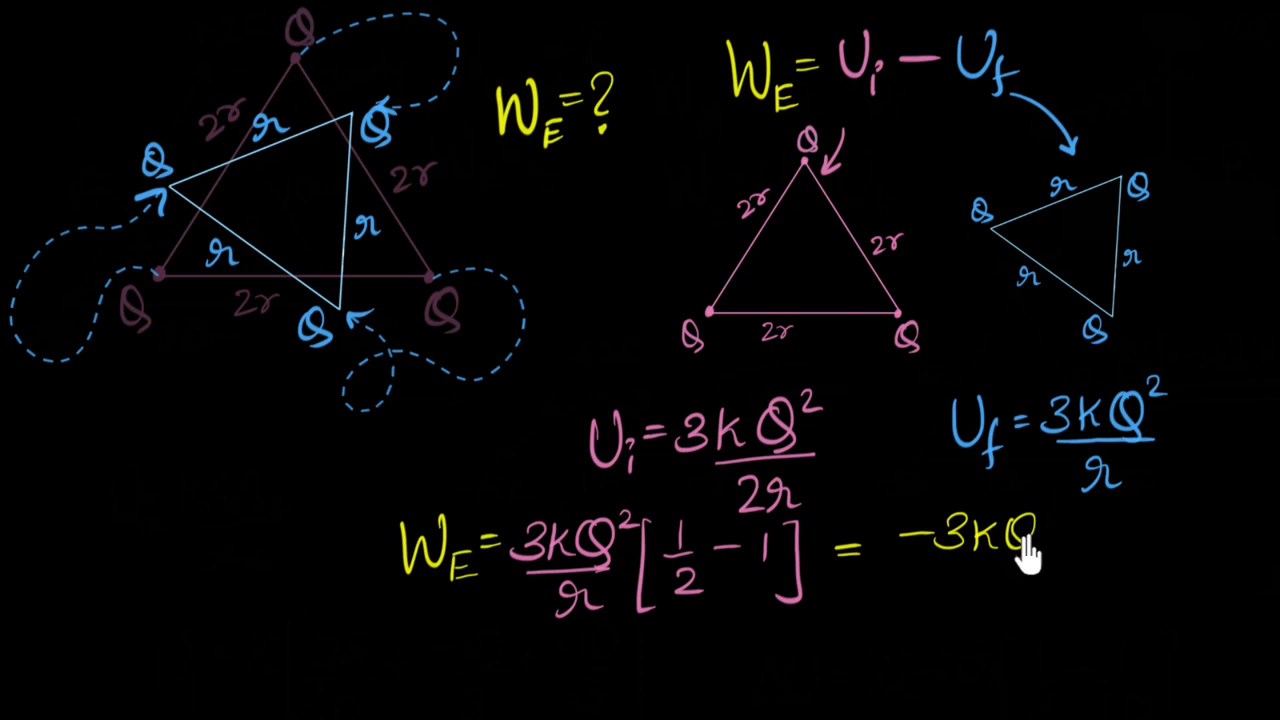 Q
2r
2r
2r
Q
Q
Q
Q
Q
r
r
r
W_E = ?
W_E = U_i - U_f
Q
2r
2r
2r
Q
Q
Q
Q
Q
r
r
r
U_i = 3kQ²/2r
U_f = 3kQ²/r
W_E = 3kQ²/r [1/2 - 1] = -3kQ